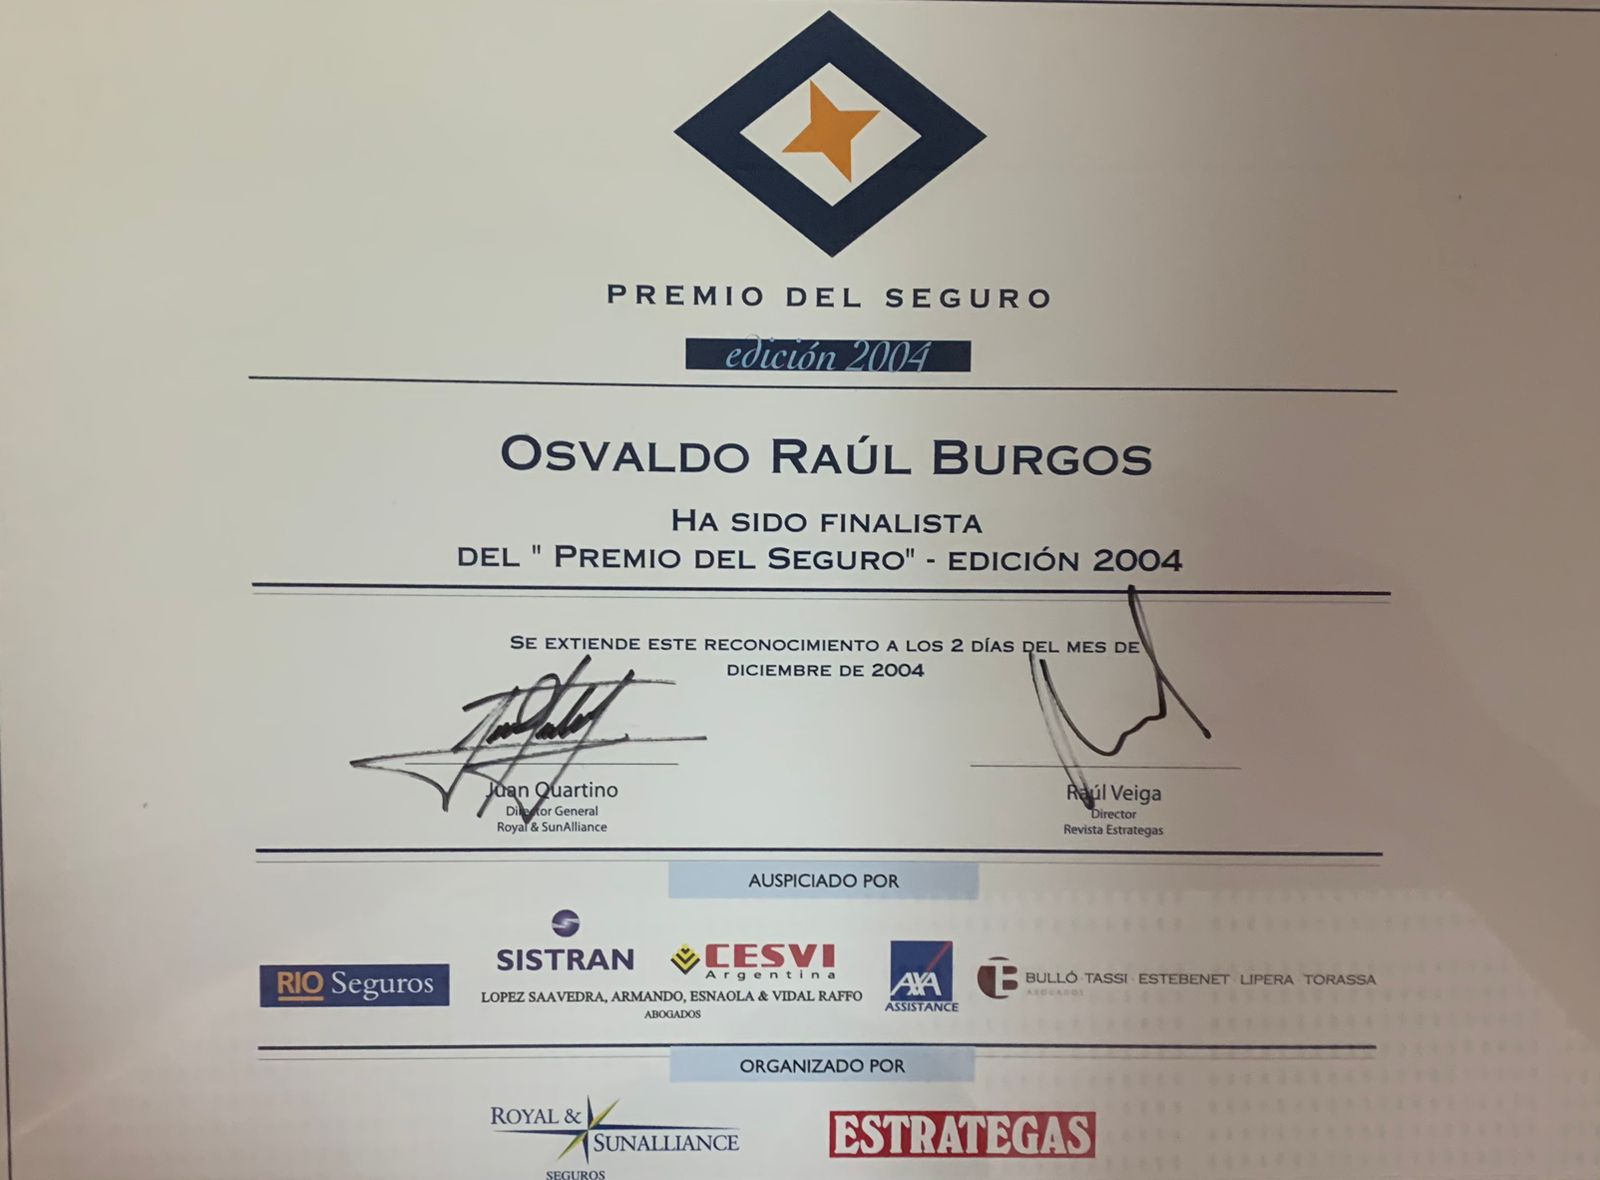 PREMIO DEL SEGURO
edición 2004
OSVALDO RAÚL BURGOS
HA SIDO FINALISTA
DEL " PREMIO DEL SEGURO" - EDICIÓN 2004
SE EXTIENDE ESTE RECONOCIMIENTO A LOS 2 DÍAS DEL MES DE
DICIEMBRE DE 2004
Juan Quartino
Director General
Royal & SunAlliance
Raúl Veiga
Director
Revista Estrategas
AUSPICIADO POR
RIO Seguros
SISTRAN
CESVI
Argentina
LOPEZ SAAVEDRA, ARMANDO, ESNAOLA & VIDAL RAFFO
ABOGADOS
AXA
ASSISTANCE
BULLÓ · TASSI · ESTEBENET · LIPERA · TORASSA
ABOGADOS
ORGANIZADO POR
ROYAL &
SUNALLIANCE
SEGUROS
ESTRATEGAS